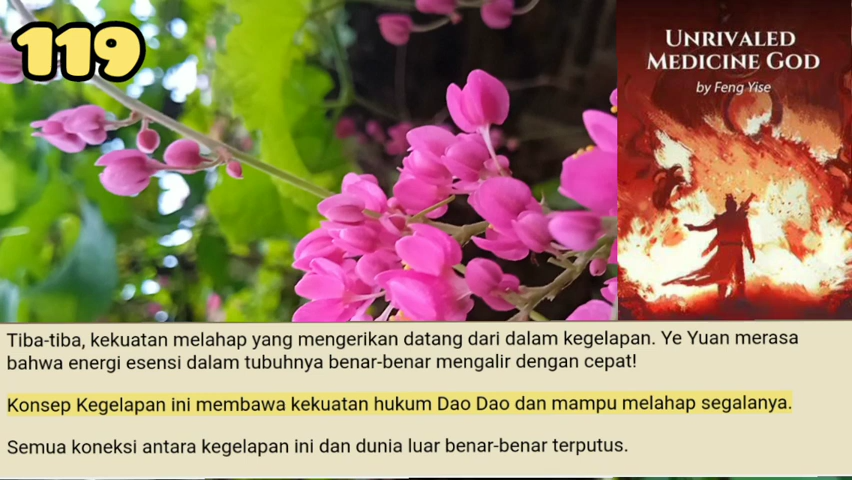 119
UNRIVALED
MEDICINE GOD
by Feng Yise
Tiba-tiba, kekuatan melahap yang mengerikan datang dari dalam kegelapan. Ye Yuan merasa
bahwa energi esensi dalam tubuhnya benar-benar mengalir dengan cepat!
Konsep Kegelapan ini membawa kekuatan hukum Dao Dao dan mampu melahap segalanya.
Semua koneksi antara kegelapan ini dan dunia luar benar-benar terputus.